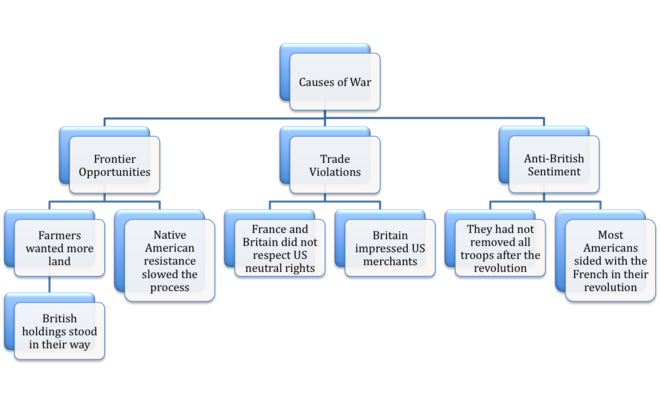 Causes of War
Frontier
Opportunities
Trade
Violations
Anti-British
Sentiment
Farmers
wanted more
land
Native
American
resistance
slowed the
process
France and
Britain did not
respect US
neutral rights
Britain
impressed US
merchants
They had not
removed all
troops after the
revolution
Most
Americans
sided with the
French in their
revolution
British
holdings stood
in their way